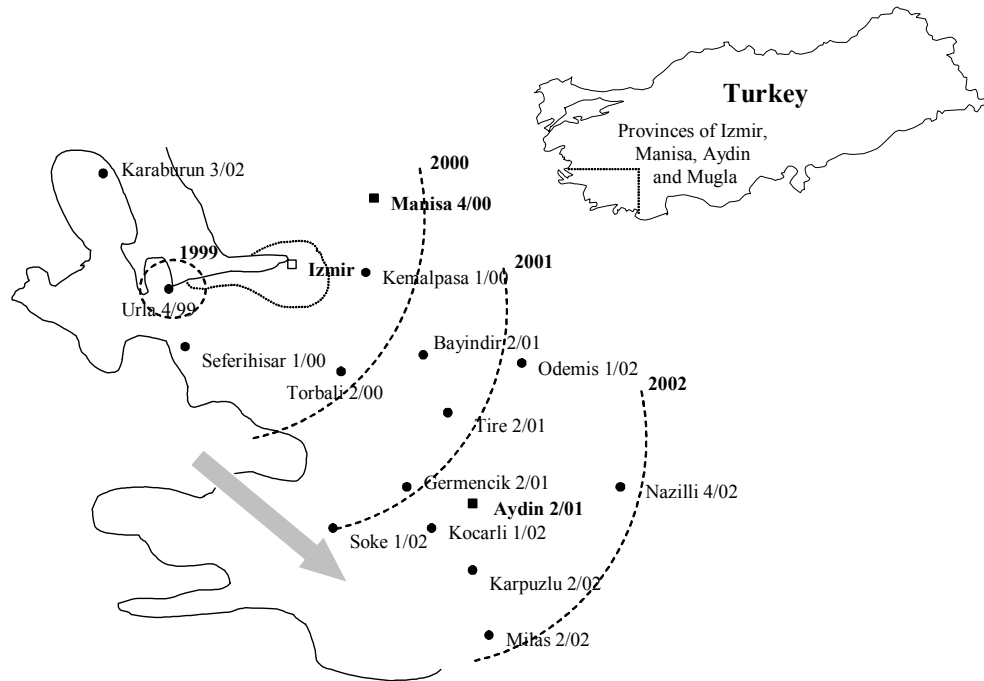 Turkey
Provinces of Izmir,
Manisa, Aydin
and Mugla
Karaburun 3/02
2000
Manisa 4/00
1999
Izmir
2001
Kemalpasa 1/00
Urla 4/99
Bayindir 2/01
Seferihisar 1/00
Odemis 1/02
2002
Torbali 2/00
Tire 2/01
Germencik 2/01
Nazilli 4/02
Aydin 2/01
Soke 1/02
Kocarli 1/02
Karpuzlu 2/02
Milas 2/02